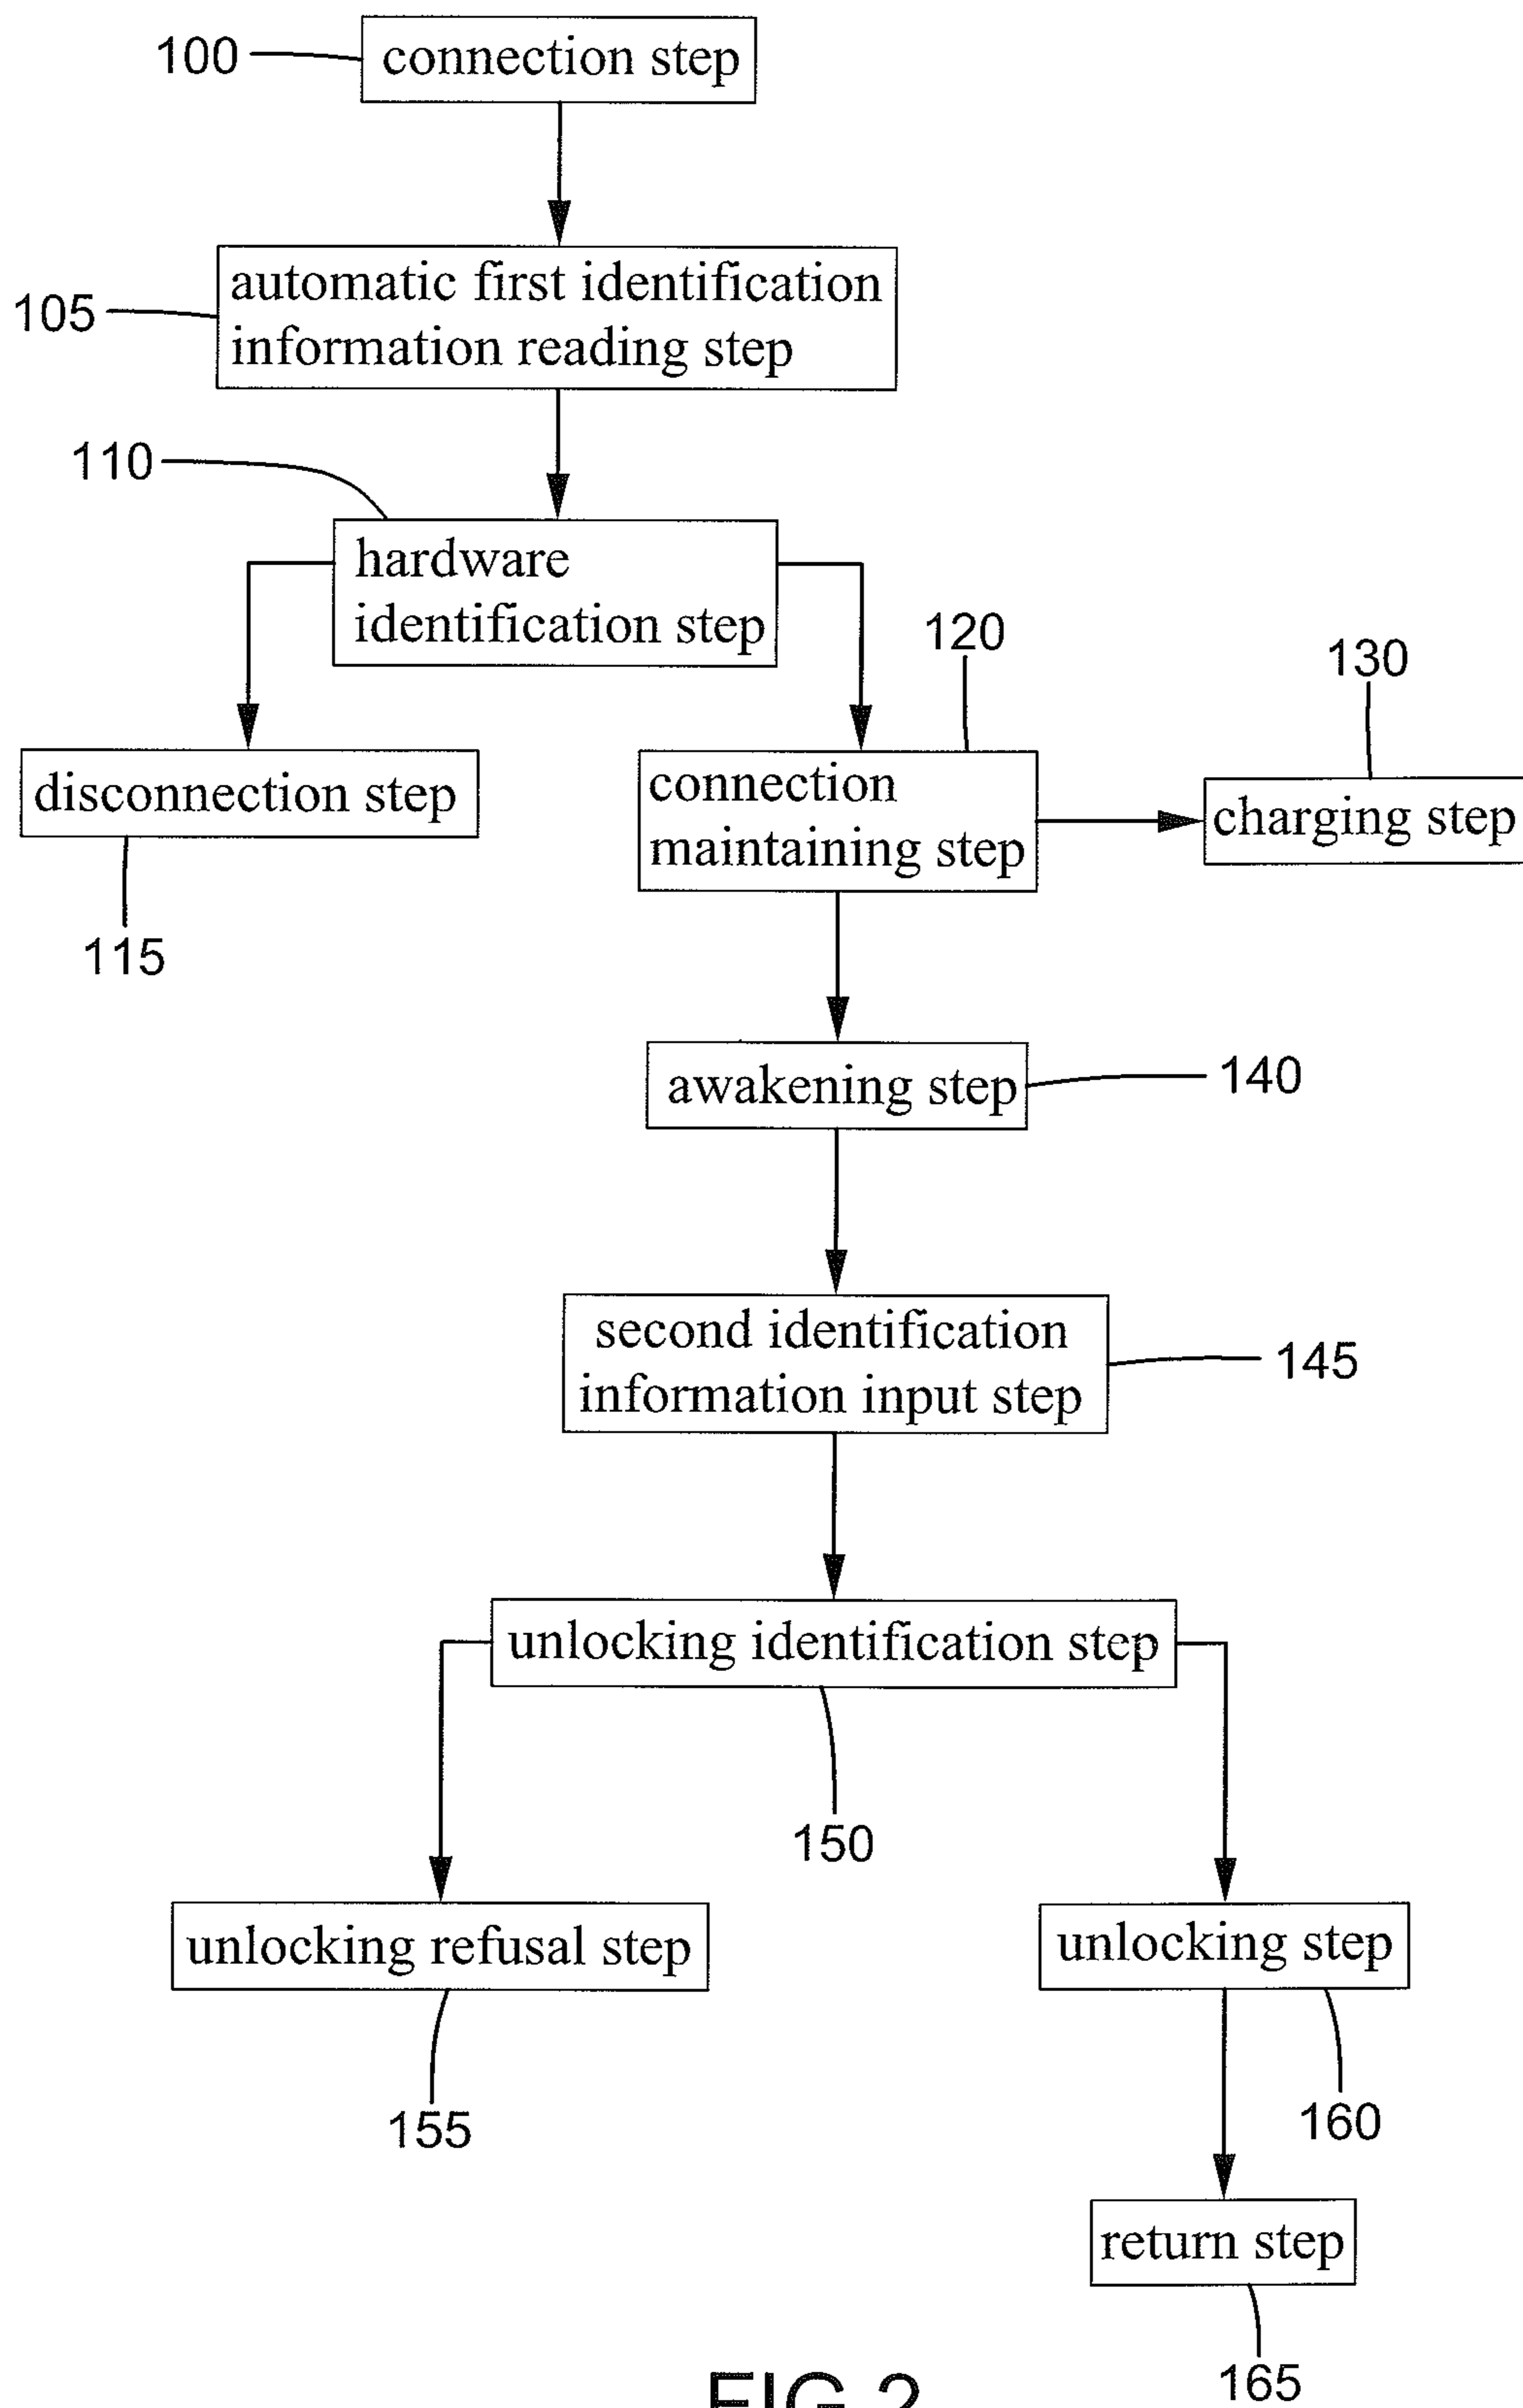 100
connection step
105
automatic first identification
information reading step
110
hardware
identification step
120
130
disconnection step
connection
maintaining step
charging step
115
awakening step
140
second identification
information input step
145
unlocking identification step
150
unlocking refusal step
unlocking step
155
160
return step
165
FIG.2